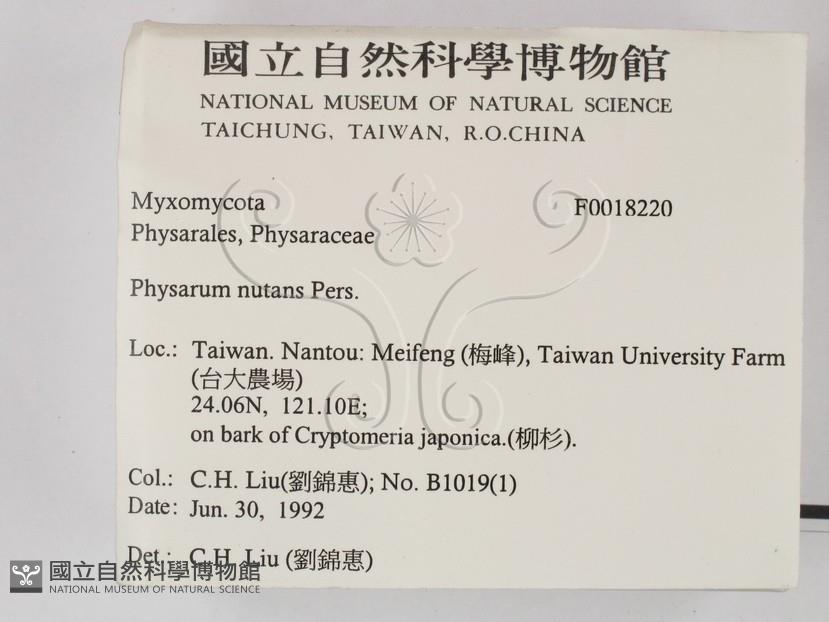 國立自然科學博物館
NATIONAL MUSEUM OF NATURAL SCIENCE
TAICHUNG, TAIWAN, R.O.CHINA
Myxomycota F0018220
Physarales, Physaraceae
Physarum nutans Pers.
Loc.: Taiwan. Nantou: Meifeng (梅峰), Taiwan University Farm
(台大農場)
24.06N, 121.10E;
on bark of Cryptomeria japonica.(柳杉).
Col.: C.H. Liu(劉錦惠); No. B1019(1)
Date: Jun. 30, 1992
Det.: C.H. Liu (劉錦惠)
國立自然科學博物館
NATIONAL MUSEUM OF NATURAL SCIENCE